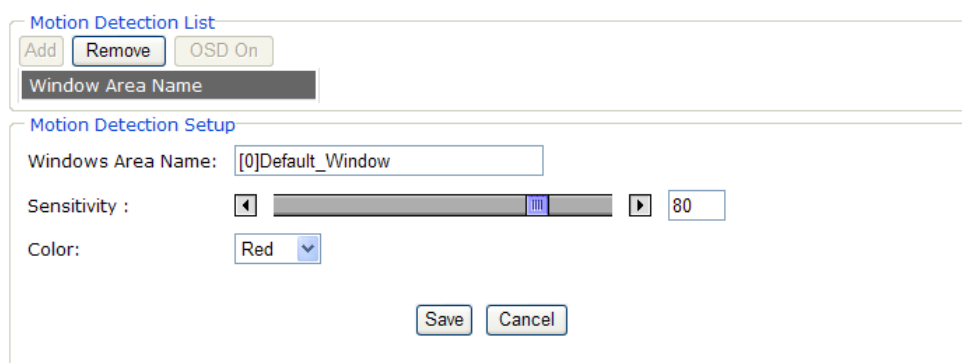 Motion Detection List
Add Remove OSD On
Window Area Name
Motion Detection Setup
Windows Area Name: [0]Default_Window
Sensitivity : 80
Color: Red
Save Cancel